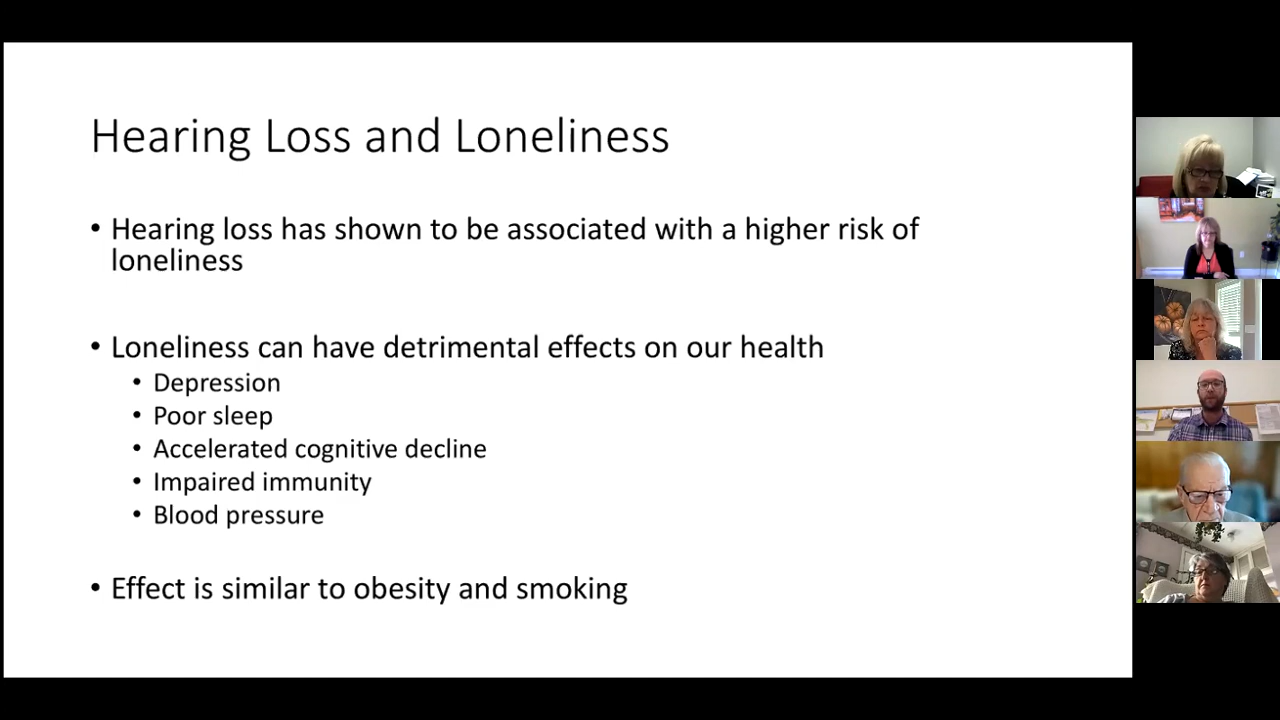 Hearing Loss and Loneliness
• Hearing loss has shown to be associated with a higher risk of
loneliness
• Loneliness can have detrimental effects on our health
• Depression
• Poor sleep
• Accelerated cognitive decline
• Impaired immunity
• Blood pressure
• Effect is similar to obesity and smoking